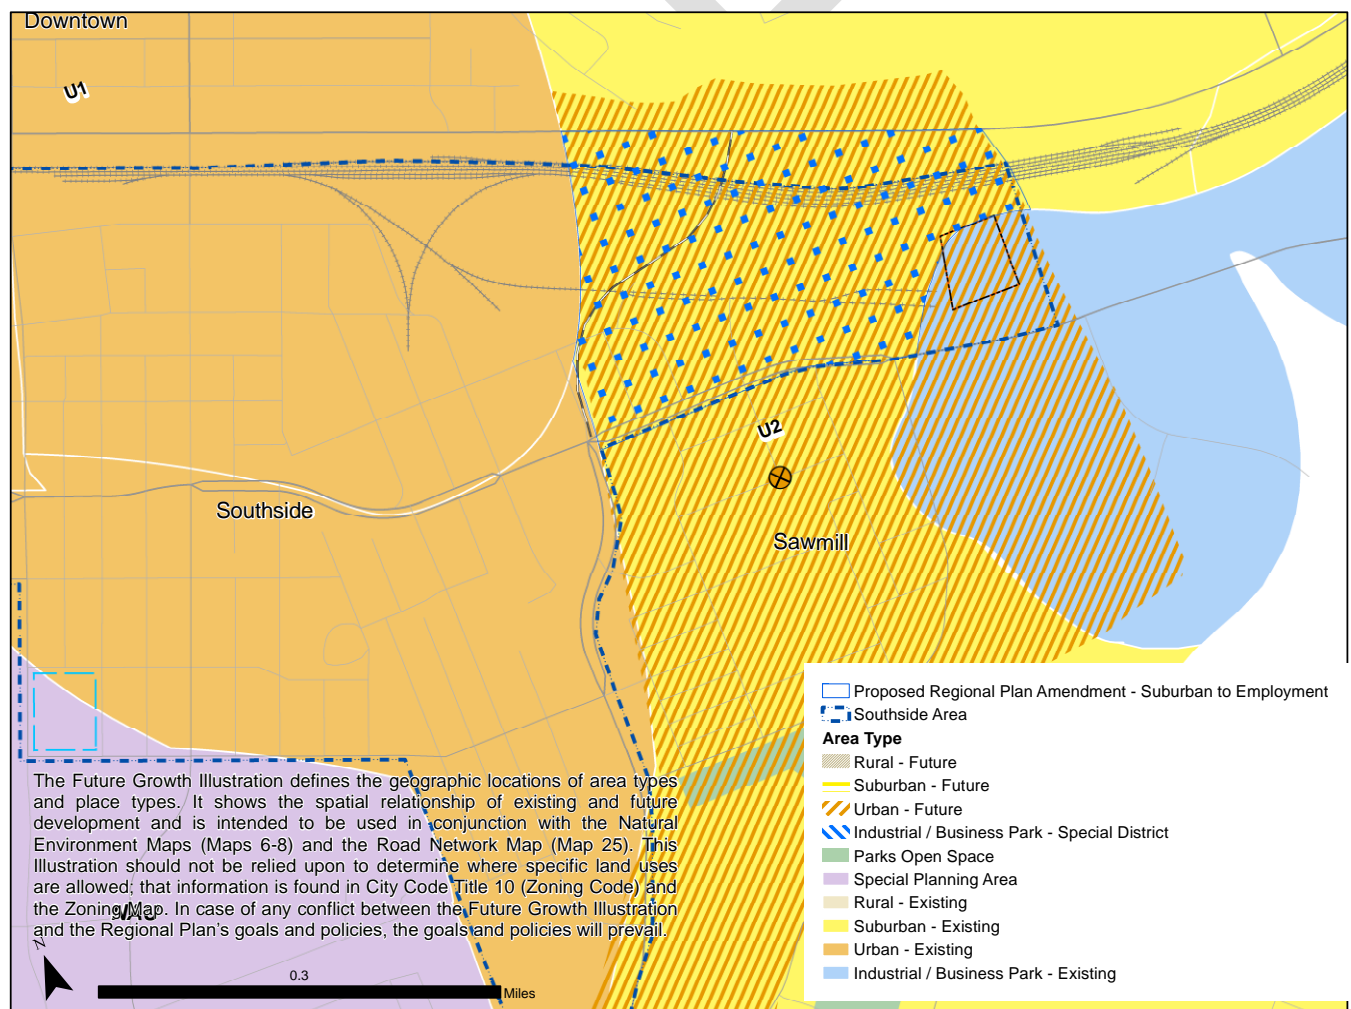 Downtown
U1
U2
Southside
Sawmill
Proposed Regional Plan Amendment - Suburban to Employment
Southside Area
Area Type
Rural - Future
Suburban - Future
Urban - Future
Industrial / Business Park - Special District
Parks Open Space
Special Planning Area
Rural - Existing
Suburban - Existing
Urban - Existing
Industrial / Business Park - Existing
The Future Growth Illustration defines the geographic locations of area types
and place types. It shows the spatial relationship of existing and future
development and is intended to be used in conjunction with the Natural
Environment Maps (Maps 6-8) and the Road Network Map (Map 25). This
Illustration should not be relied upon to determine where specific land uses
are allowed; that information is found in City Code Title 10 (Zoning Code) and
the Zoning Map. In case of any conflict between the Future Growth Illustration
and the Regional Plan's goals and policies, the goals and policies will prevail.
NAU
N
0.3
Miles